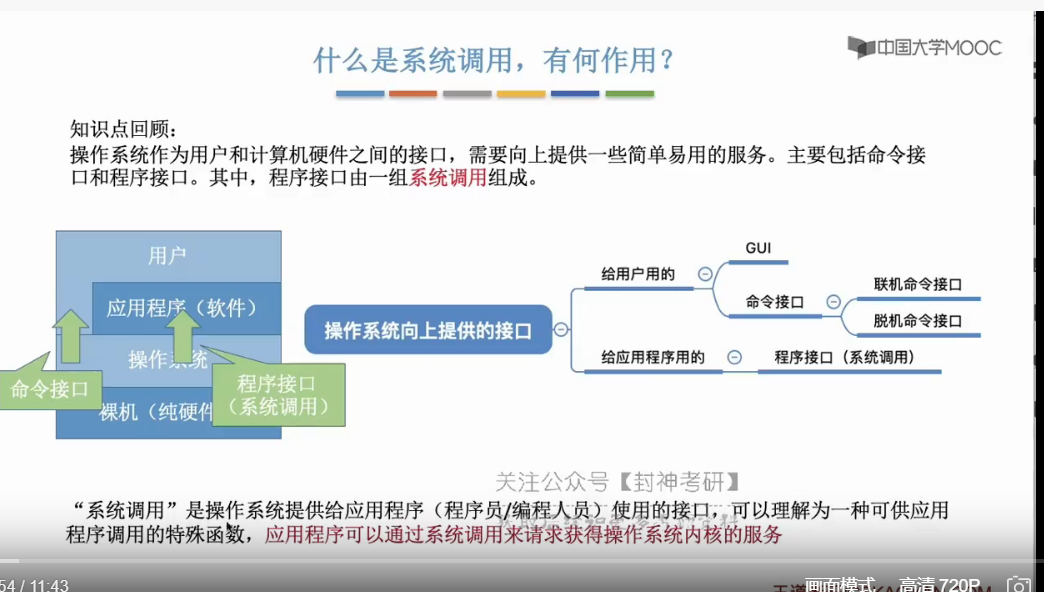 中国大学MOOC
什么是系统调用，有何作用？
知识点回顾：
操作系统作为用户和计算机硬件之间的接口，需要向上提供一些简单易用的服务。主要包括命令接
口和程序接口。其中，程序接口由一组系统调用组成。
用户
应用程序（软件）
操作系统
裸机（纯硬件
命令接口
程序接口
（系统调用）
操作系统向上提供的接口
给用户用的
GUI
命令接口
联机命令接口
脱机命令接口
给应用程序用的
程序接口（系统调用）
关注公众号【封神考研】
“系统调用”是操作系统提供给应用程序（程序员/编程人员）使用的接口，可以理解为一种可供应用
程序调用的特殊函数，应用程序可以通过系统调用来请求获得操作系统内核的服务
54 / 11:43
画面模式
高清 720P